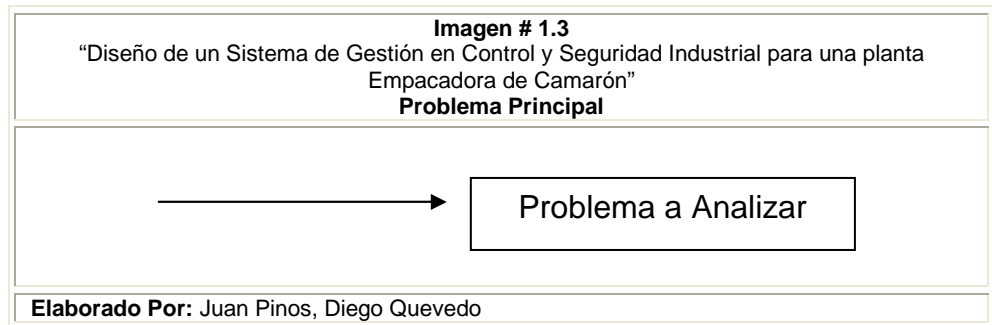 Imagen # 1.3
“Diseño de un Sistema de Gestión en Control y Seguridad Industrial para una planta
Empacadora de Camarón”
Problema Principal
Problema a Analizar
Elaborado Por: Juan Pinos, Diego Quevedo